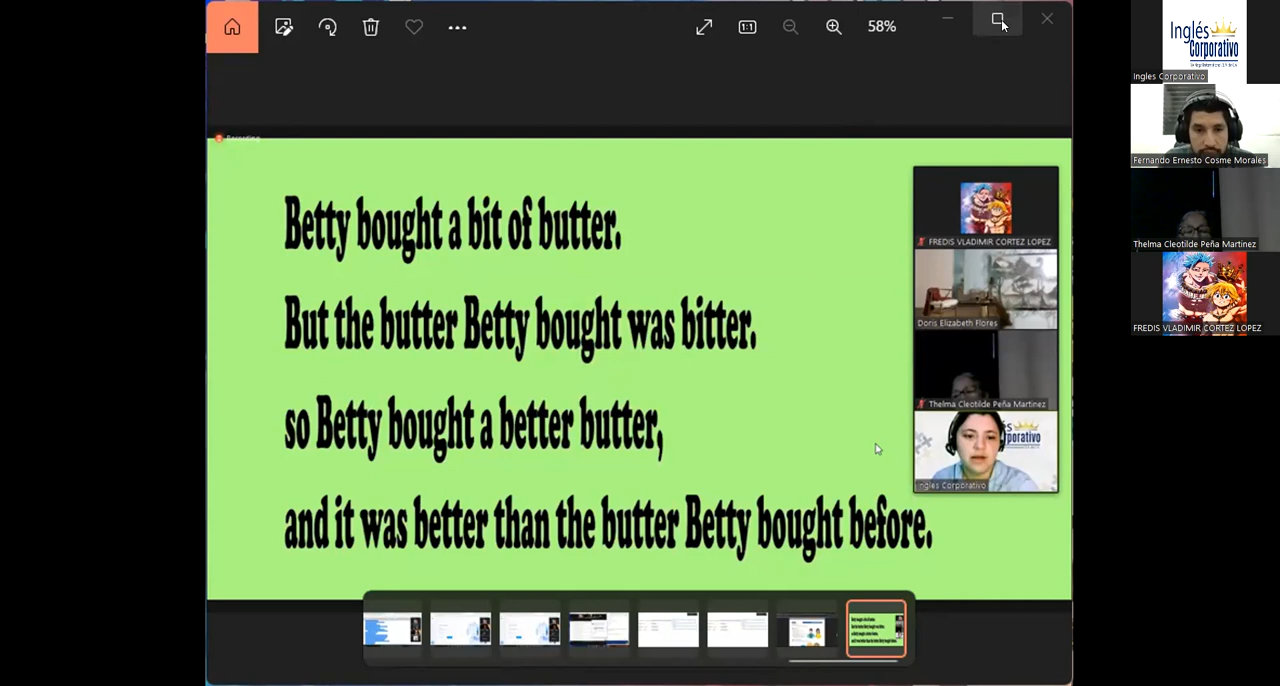 58%
Recording
Betty bought a bit of butter.
But the butter Betty bought was bitter.
so Betty bought a better butter,
and it was better than the butter Betty bought before.
FREDIS VLADIMIR CORTEZ LOPEZ
Doris Elizabeth Flores
Thelma Cleotilde Peña Martinez
Ingles Corporativo
Inglés
Corporativo
Ingles Corporativo
Fernando Ernesto Cosme Morales
Thelma Cleotilde Peña Martinez
FREDIS VLADIMIR CORTEZ LOPEZ